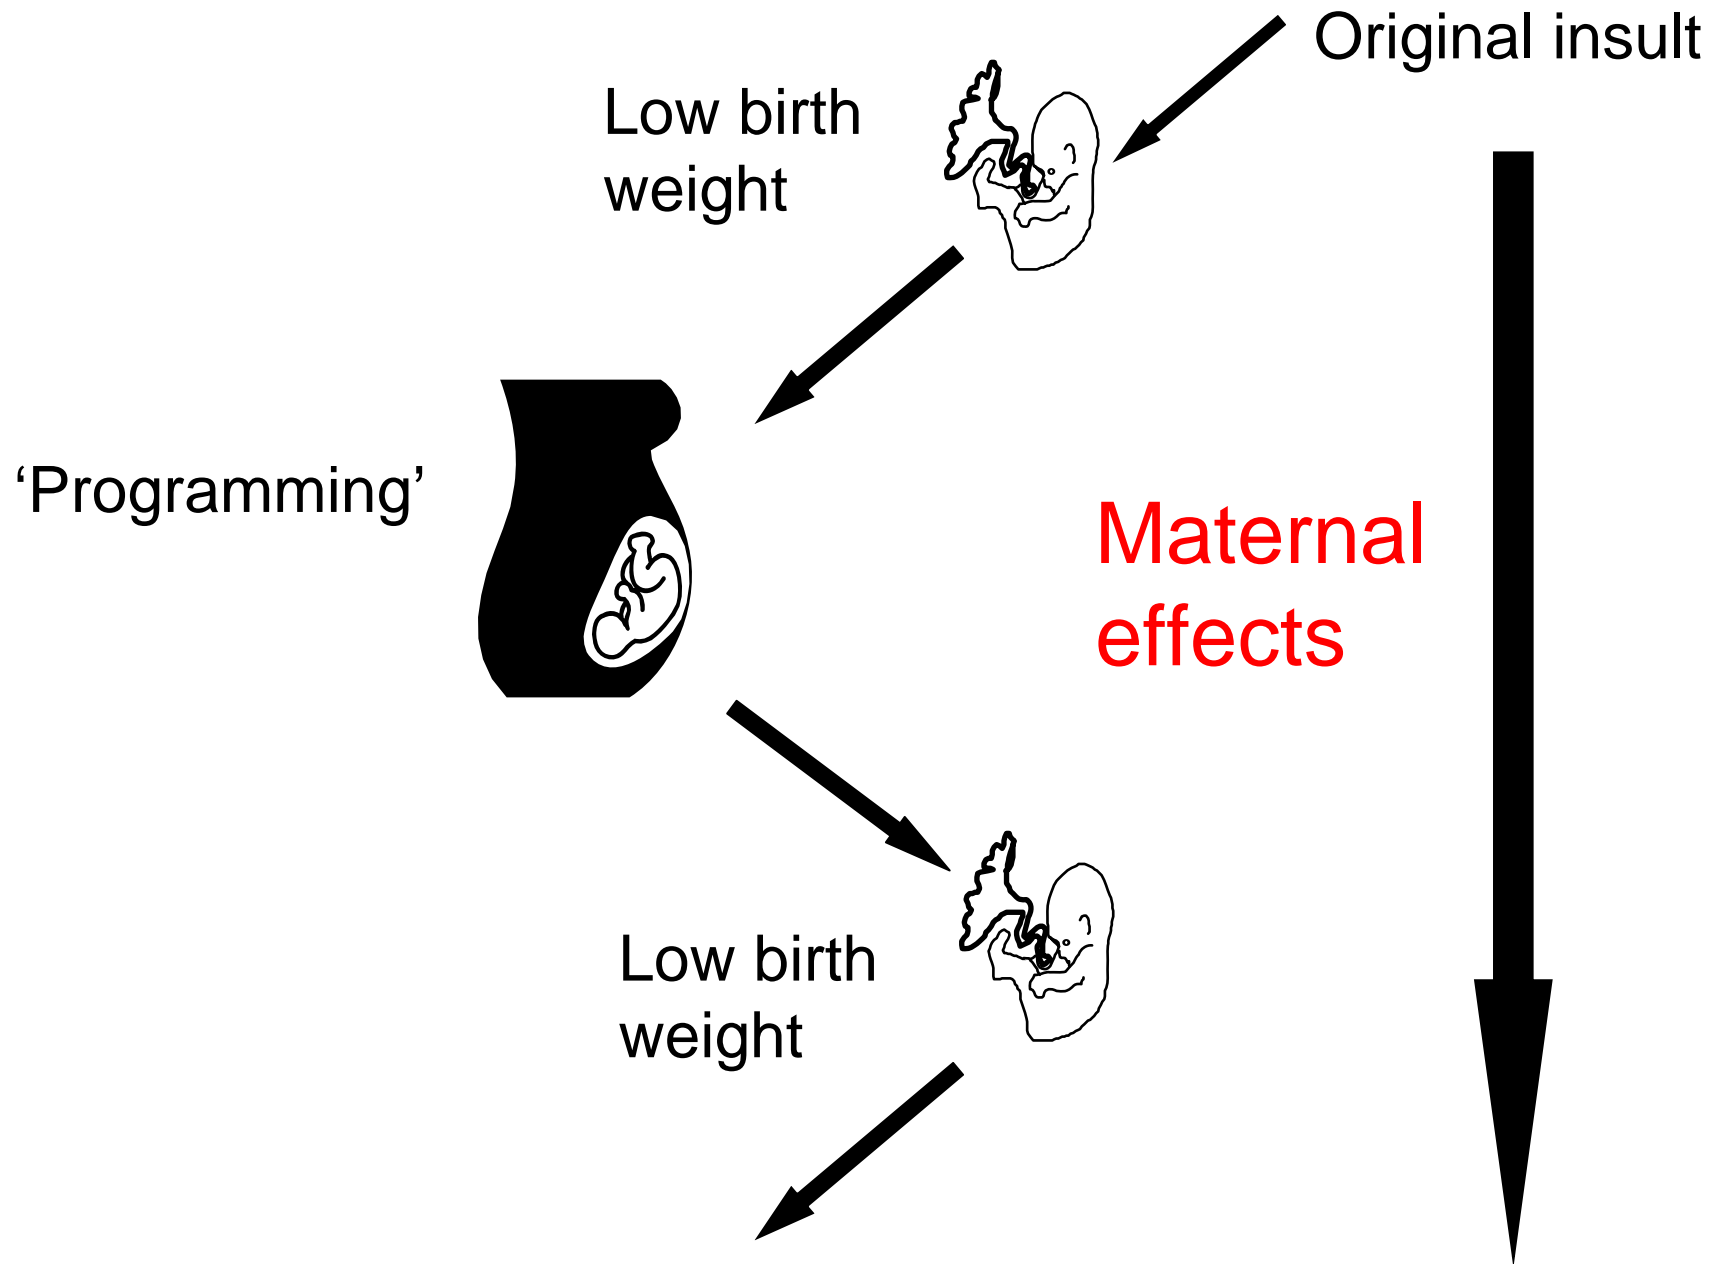 Original insult
Low birth
weight
‘Programming’
Maternal
effects
Low birth
weight